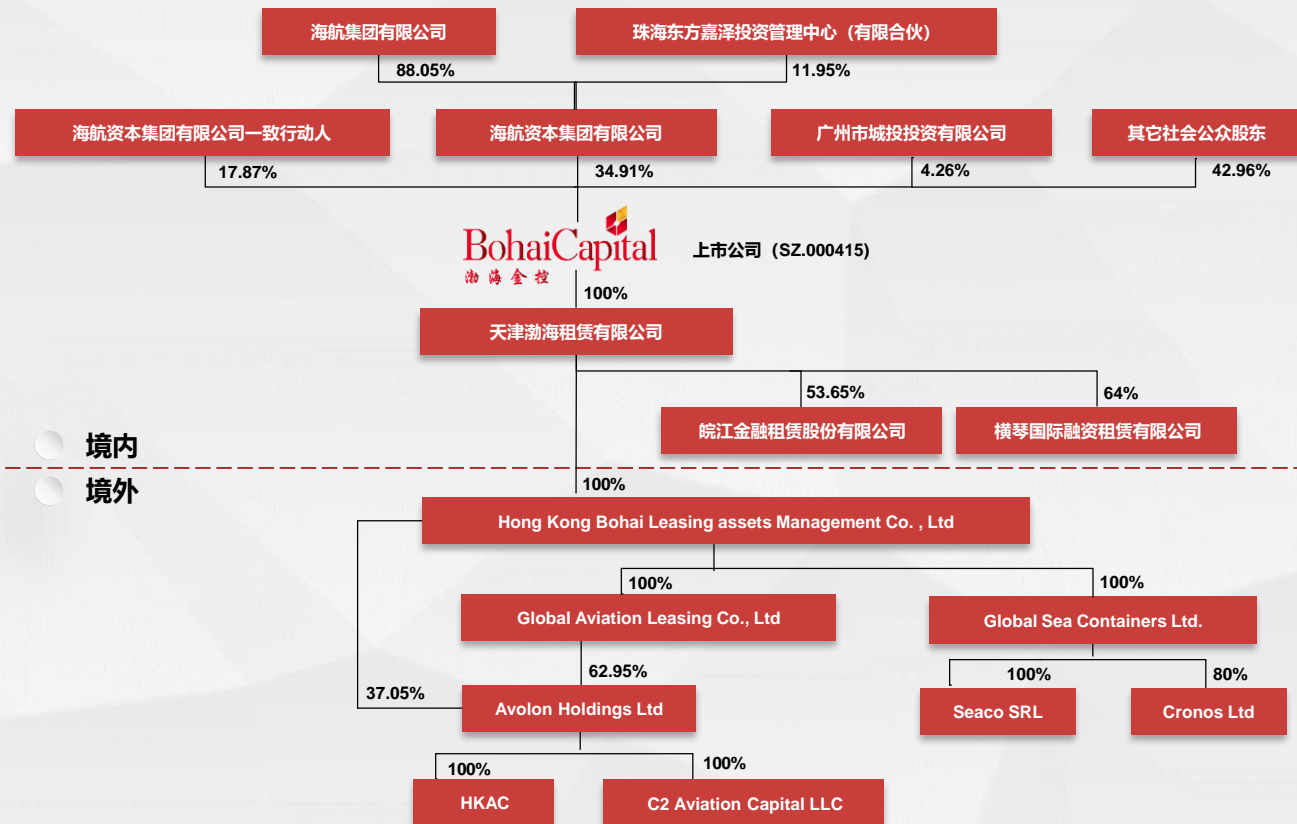 海航集团有限公司
珠海东方嘉泽投资管理中心（有限合伙）
88.05%
11.95%
海航资本集团有限公司一致行动人
海航资本集团有限公司
广州市城投投资有限公司
其它社会公众股东
17.87%
34.91%
4.26%
42.96%
BohaiCapital
渤海金控
上市公司（SZ.000415)
100%
天津渤海租赁有限公司
53.65%
64%
皖江金融租赁股份有限公司
横琴国际融资租赁有限公司
境内
境外
100%
Hong Kong Bohai Leasing assets Management Co. , Ltd
100%
100%
Global Aviation Leasing Co., Ltd
Global Sea Containers Ltd.
62.95%
100%
80%
37.05%
Avolon Holdings Ltd
Seaco SRL
Cronos Ltd
100%
100%
HKAC
C2 Aviation Capital LLC